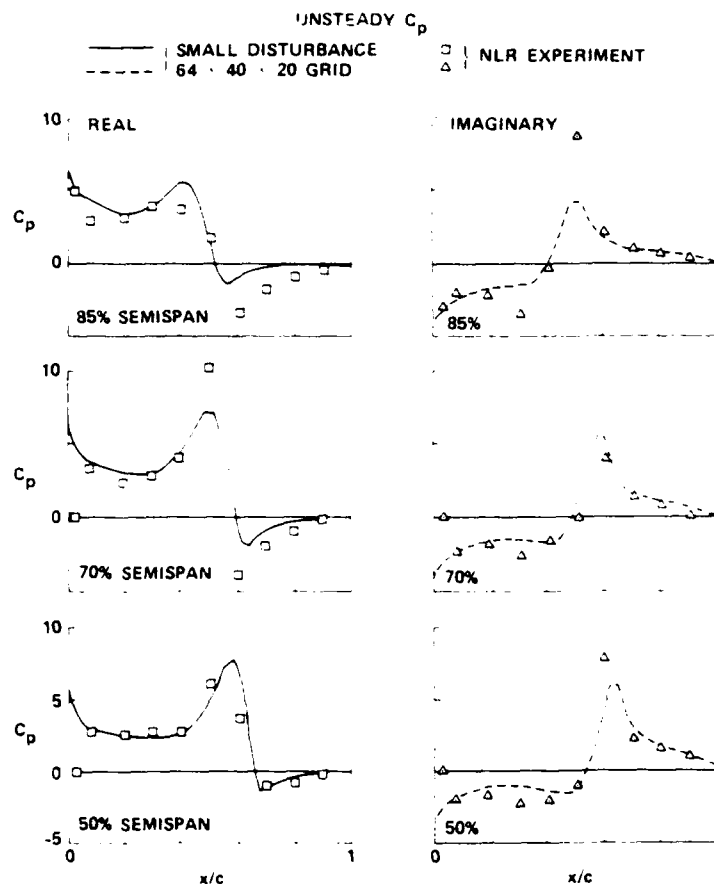 UNSTEADY Cp
SMALL DISTURBANCE
64 · 40 · 20 GRID
NLR EXPERIMENT
REAL
IMAGINARY
10
Cp
0
85% SEMISPAN
85%
10
Cp
0
70% SEMISPAN
70%
10
5
Cp
0
-5
50% SEMISPAN
50%
0
1
0
x/c
x/c